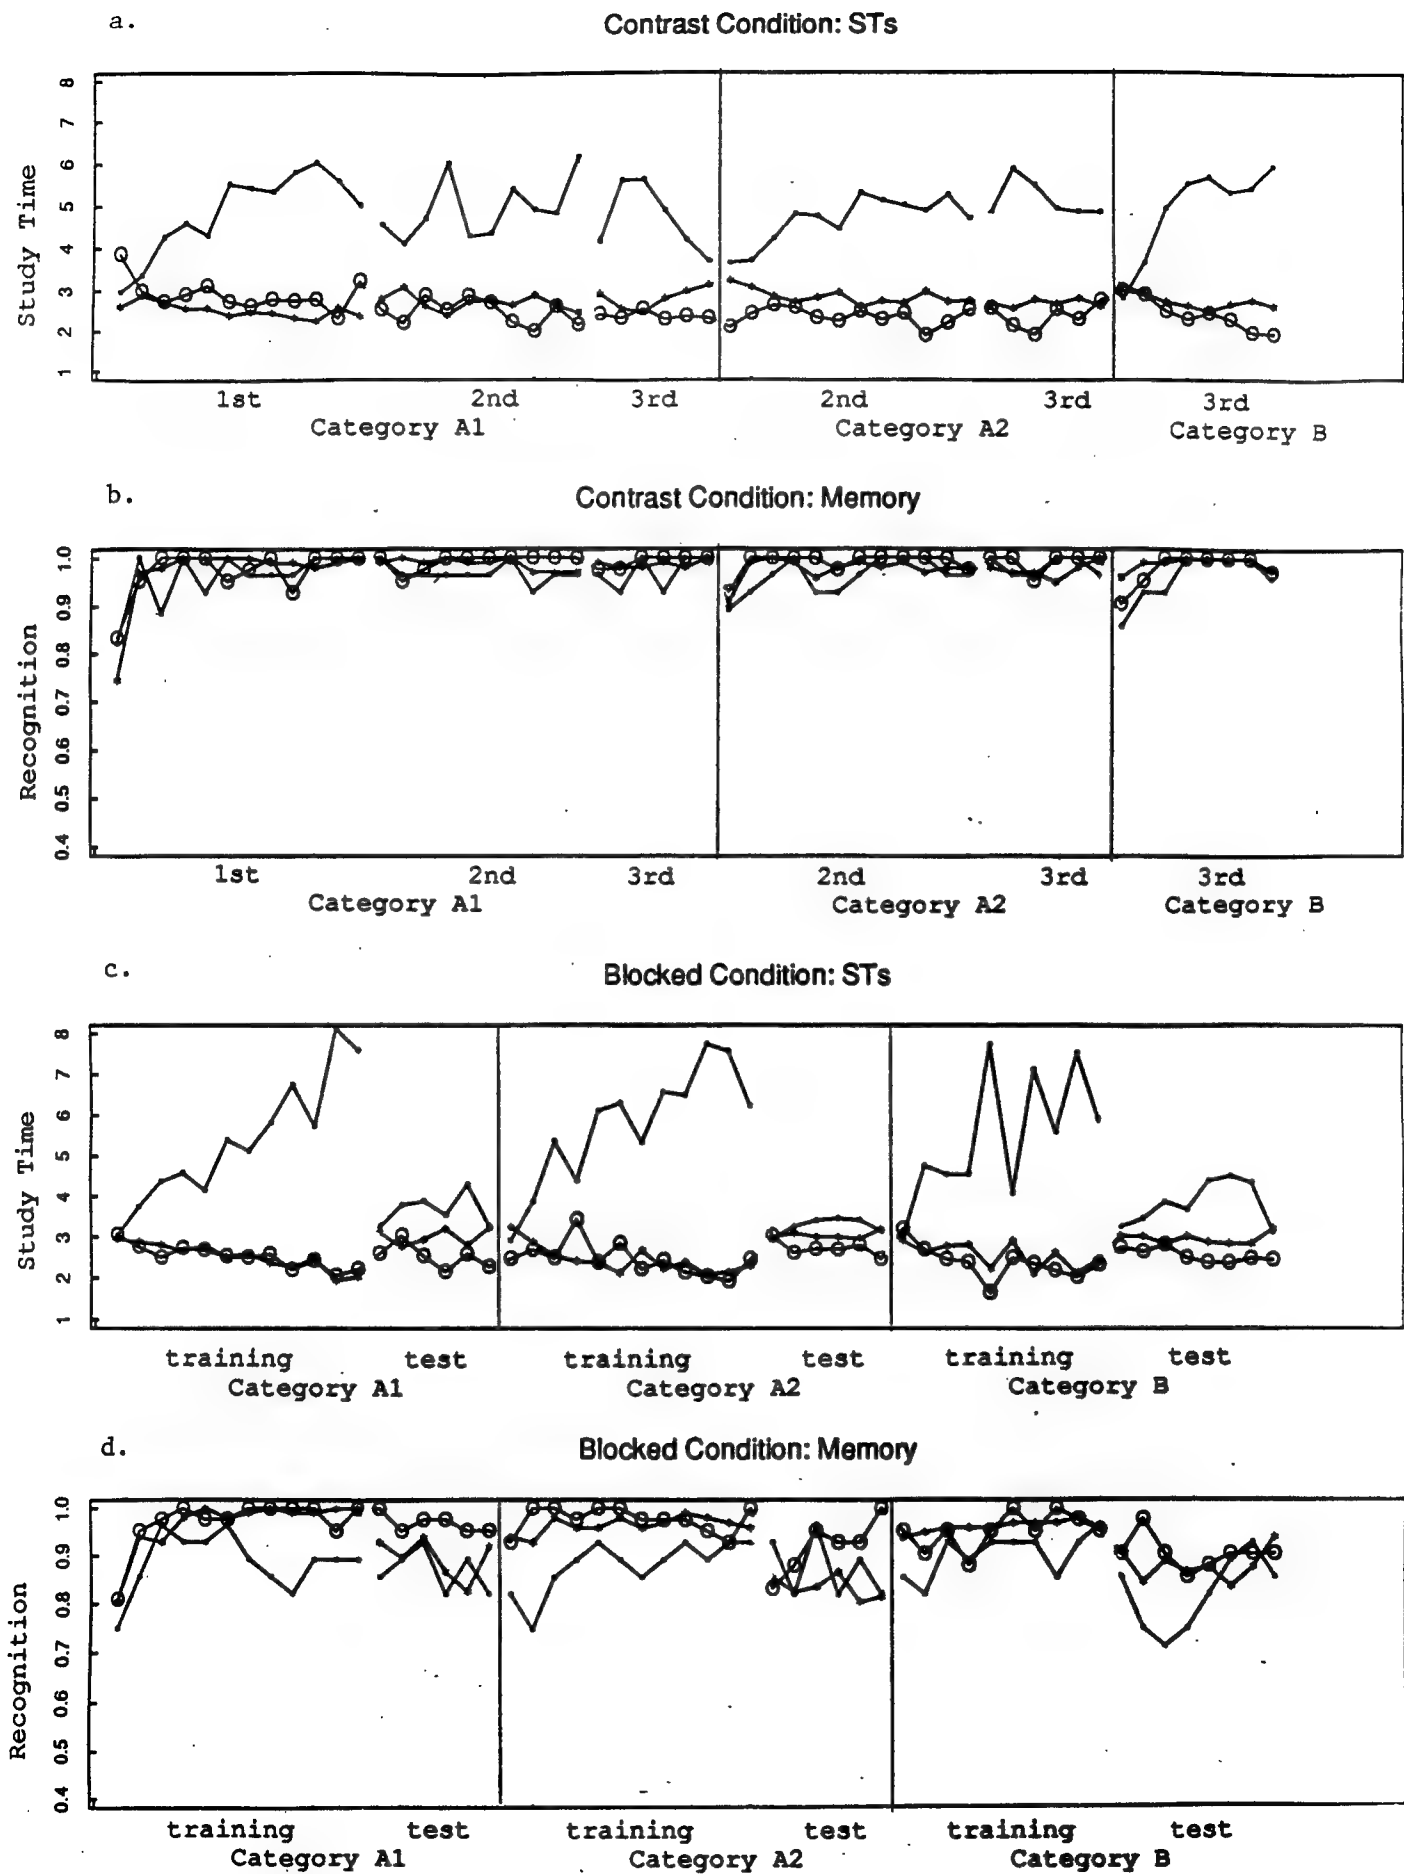 a.
Contrast Condition: STs
Study Time
8
7
6
5
4
3
2
1
1st 2nd 3rd 2nd 3rd 3rd
Category A1 Category A2 Category B
b.
Contrast Condition: Memory
Recognition
1.0
0.9
0.8
0.7
0.6
0.5
0.4
1st 2nd 3rd 2nd 3rd 3rd
Category A1 Category A2 Category B
c.
Blocked Condition: STs
Study Time
8
7
6
5
4
3
2
1
training test training test training test
Category A1 Category A2 Category B
d.
Blocked Condition: Memory
Recognition
1.0
0.9
0.8
0.7
0.6
0.5
0.4
training test training test training test
Category A1 Category A2 Category B